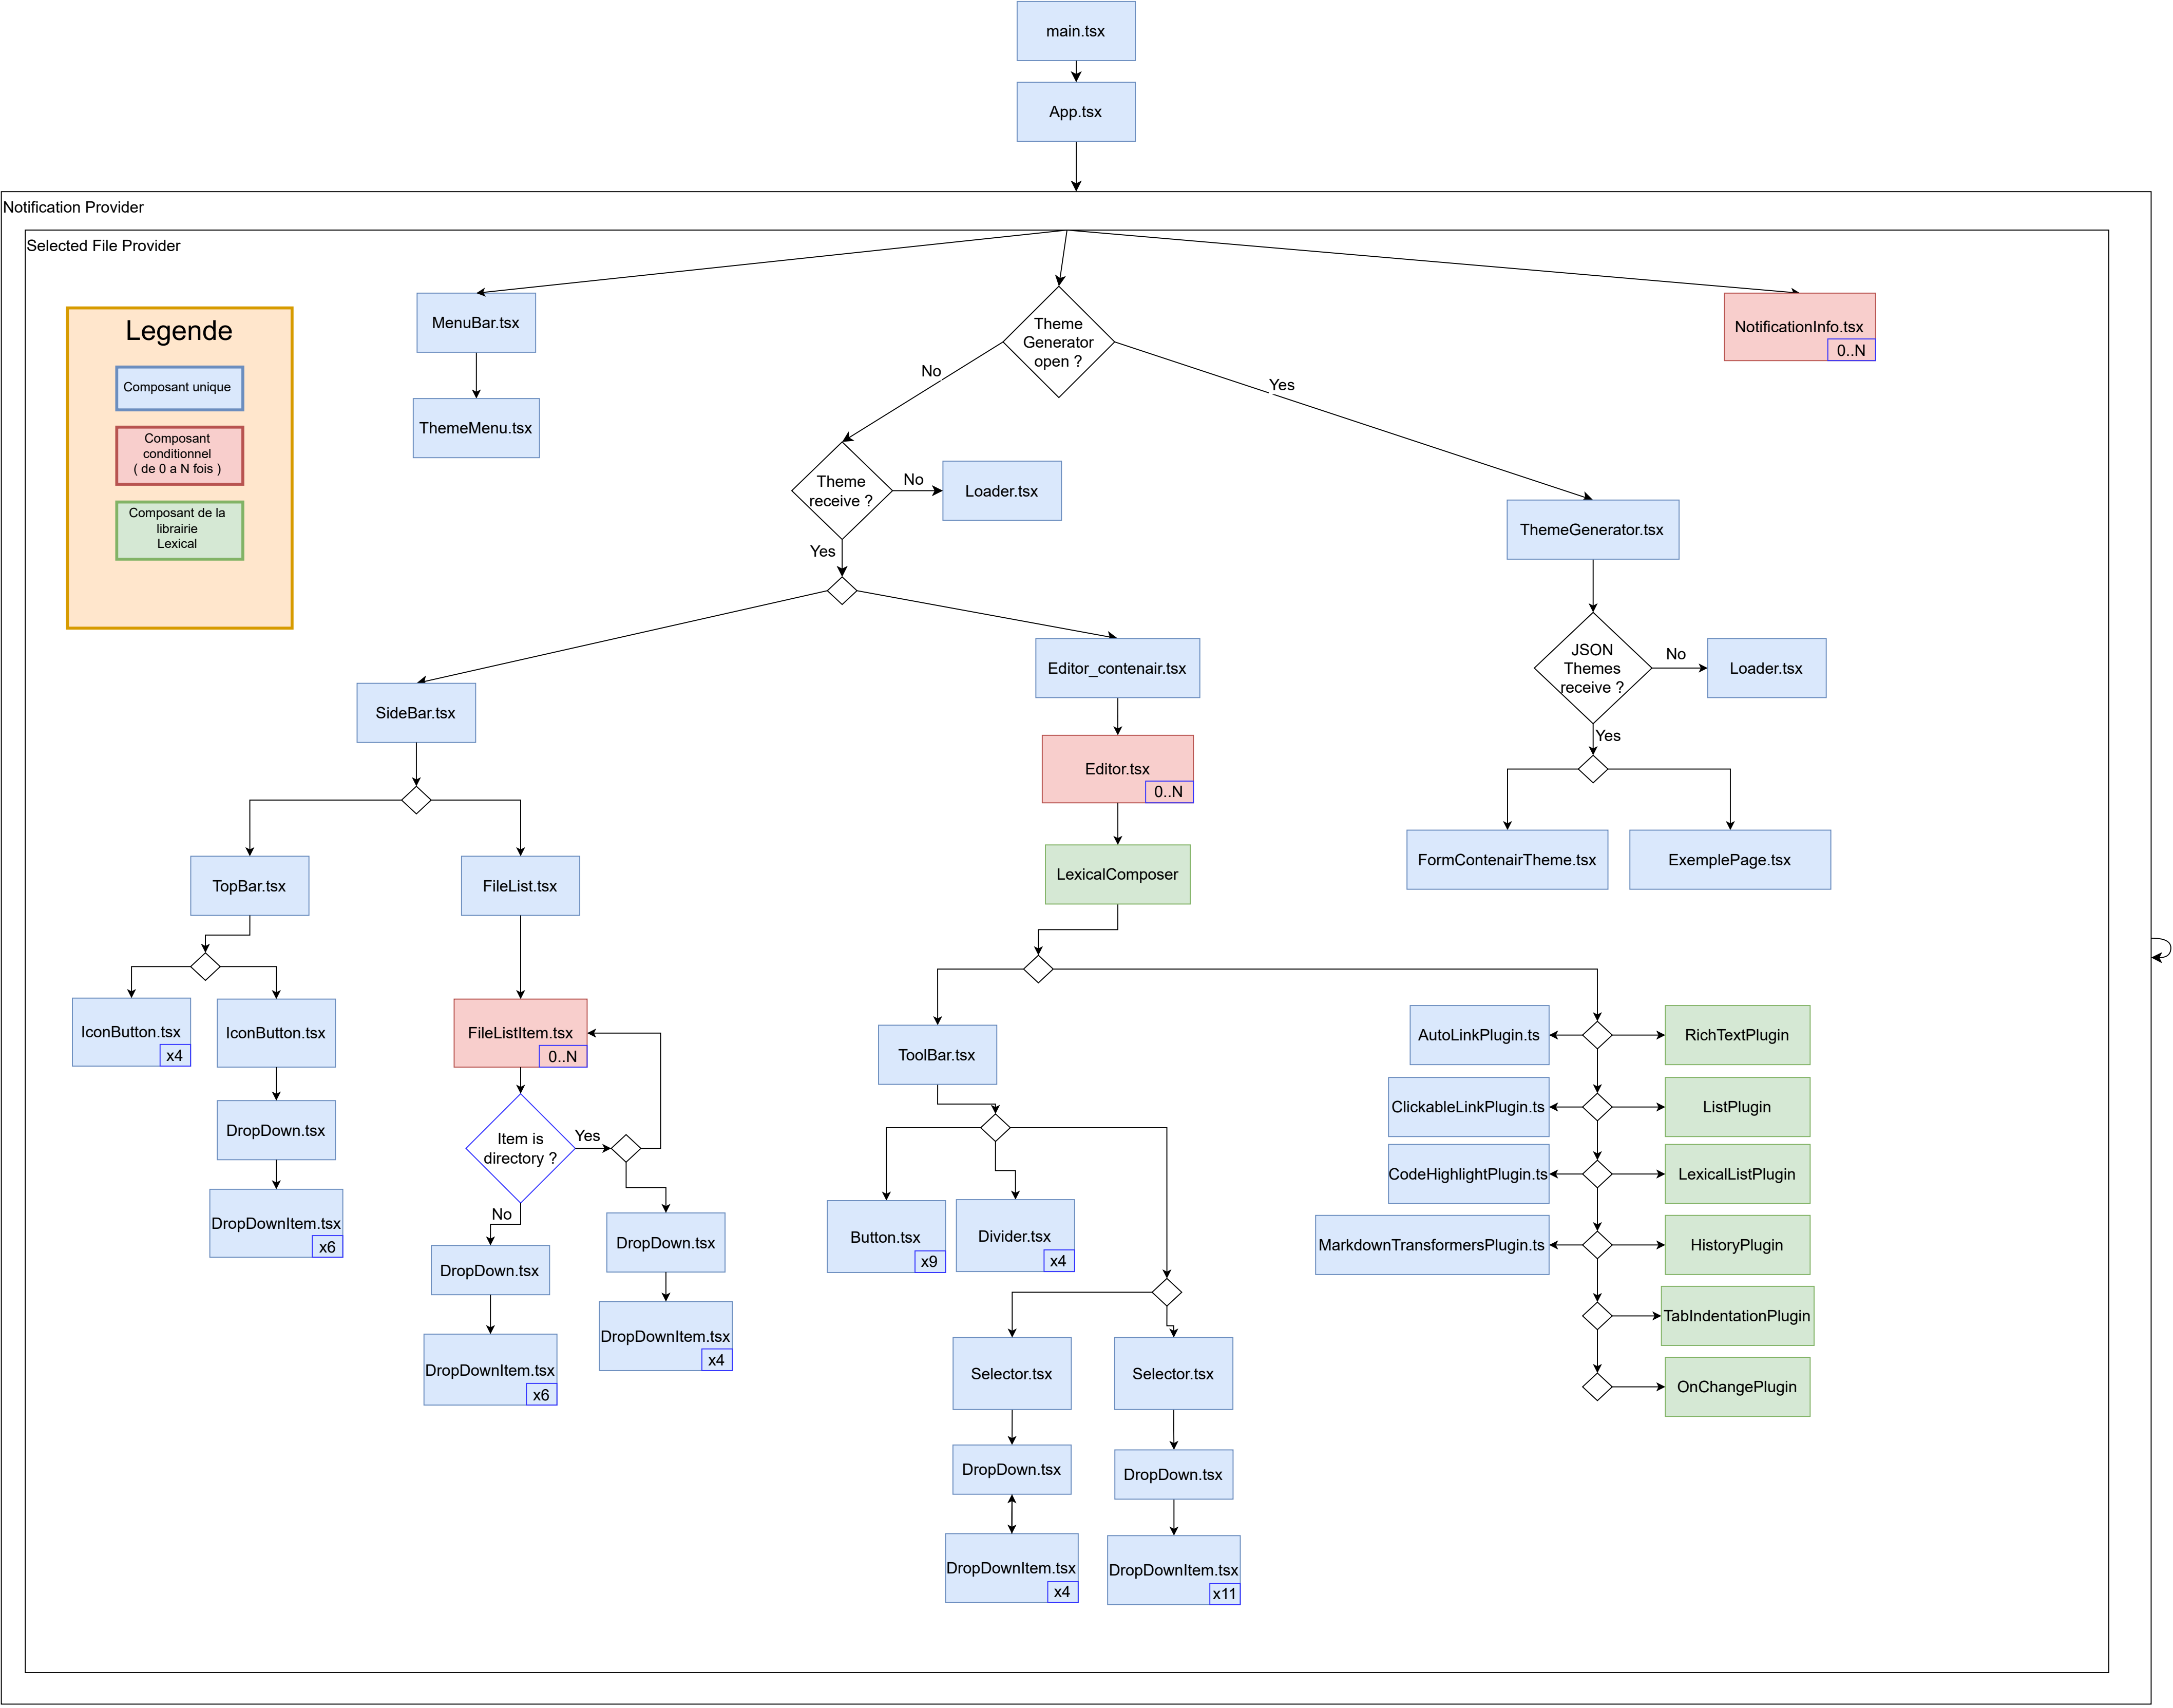 main.tsx
App.tsx
Notification Provider
Selected File Provider
Legende
Composant unique
Composant
conditionnel
( de 0 a N fois )
Composant de la
librairie
Lexical
MenuBar.tsx
ThemeMenu.tsx
Theme
Generator
open ?
NotificationInfo.tsx
0..N
No
Yes
Theme
receive ?
No
Loader.tsx
Yes
ThemeGenerator.tsx
JSON
Themes
receive ?
No
Loader.tsx
Yes
FormContenairTheme.tsx
ExemplePage.tsx
SideBar.tsx
Editor_contenair.tsx
Editor.tsx
0..N
LexicalComposer
TopBar.tsx
FileList.tsx
IconButton.tsx
x4
IconButton.tsx
DropDown.tsx
DropDownItem.tsx
x6
FileListItem.tsx
0..N
Item is
directory ?
Yes
No
DropDown.tsx
DropDownItem.tsx
x6
DropDown.tsx
DropDownItem.tsx
x4
ToolBar.tsx
Button.tsx
x9
Divider.tsx
x4
Selector.tsx
Selector.tsx
DropDown.tsx
DropDown.tsx
DropDownItem.tsx
x4
DropDownItem.tsx
x11
AutoLinkPlugin.ts
RichTextPlugin
ClickableLinkPlugin.ts
ListPlugin
CodeHighlightPlugin.ts
LexicalListPlugin
MarkdownTransformersPlugin.ts
HistoryPlugin
TabIndentationPlugin
OnChangePlugin